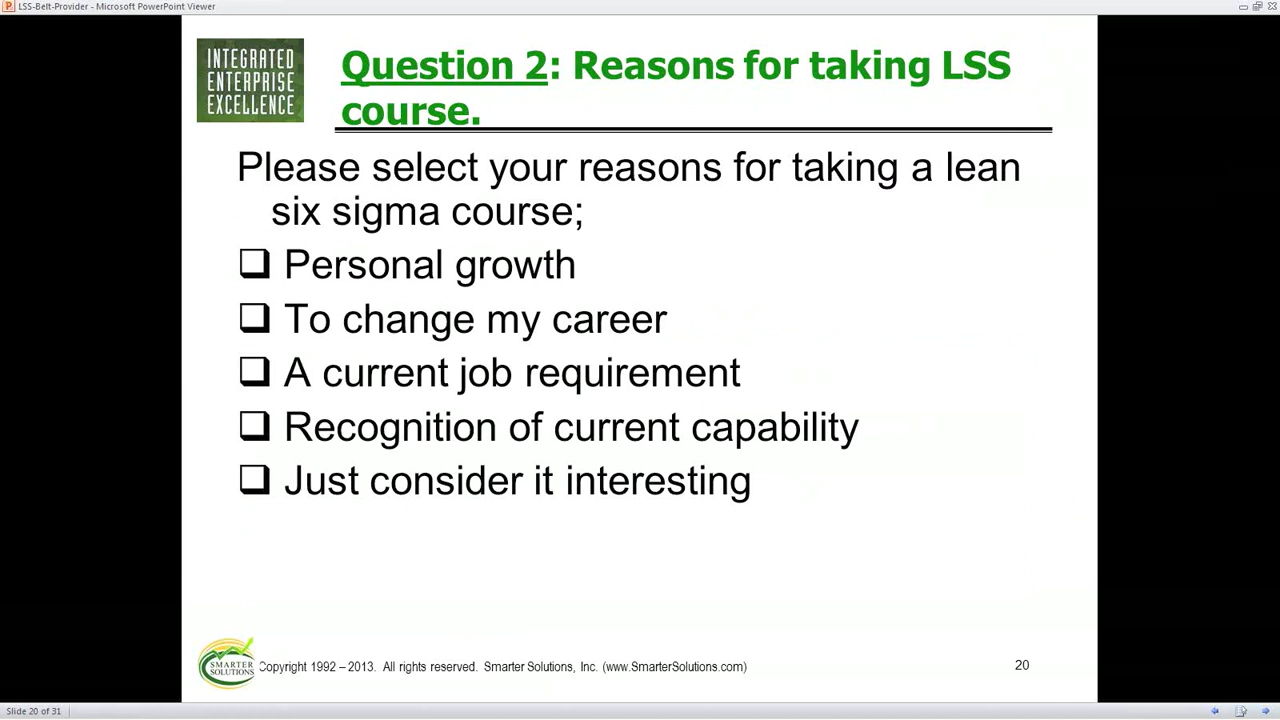 LSS-Belt-Provider - Microsoft PowerPoint Viewer
INTEGRATED
ENTERPRISE
EXCELLENCE
Question 2: Reasons for taking LSS
course.
Please select your reasons for taking a lean
six sigma course;
Personal growth
To change my career
A current job requirement
Recognition of current capability
Just consider it interesting
SMARTER
SOLUTIONS
Copyright 1992 – 2013. All rights reserved. Smarter Solutions, Inc. (www.SmarterSolutions.com)
20
Slide 20 of 31